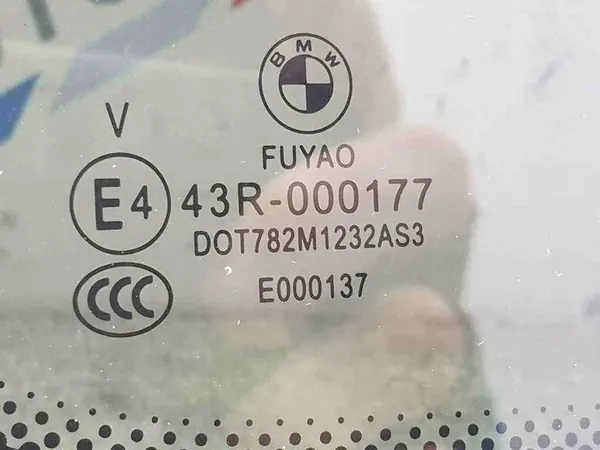 BMW
V
FUYAO
E4 43R-000177
DOT782M1232AS3
CCC E000137